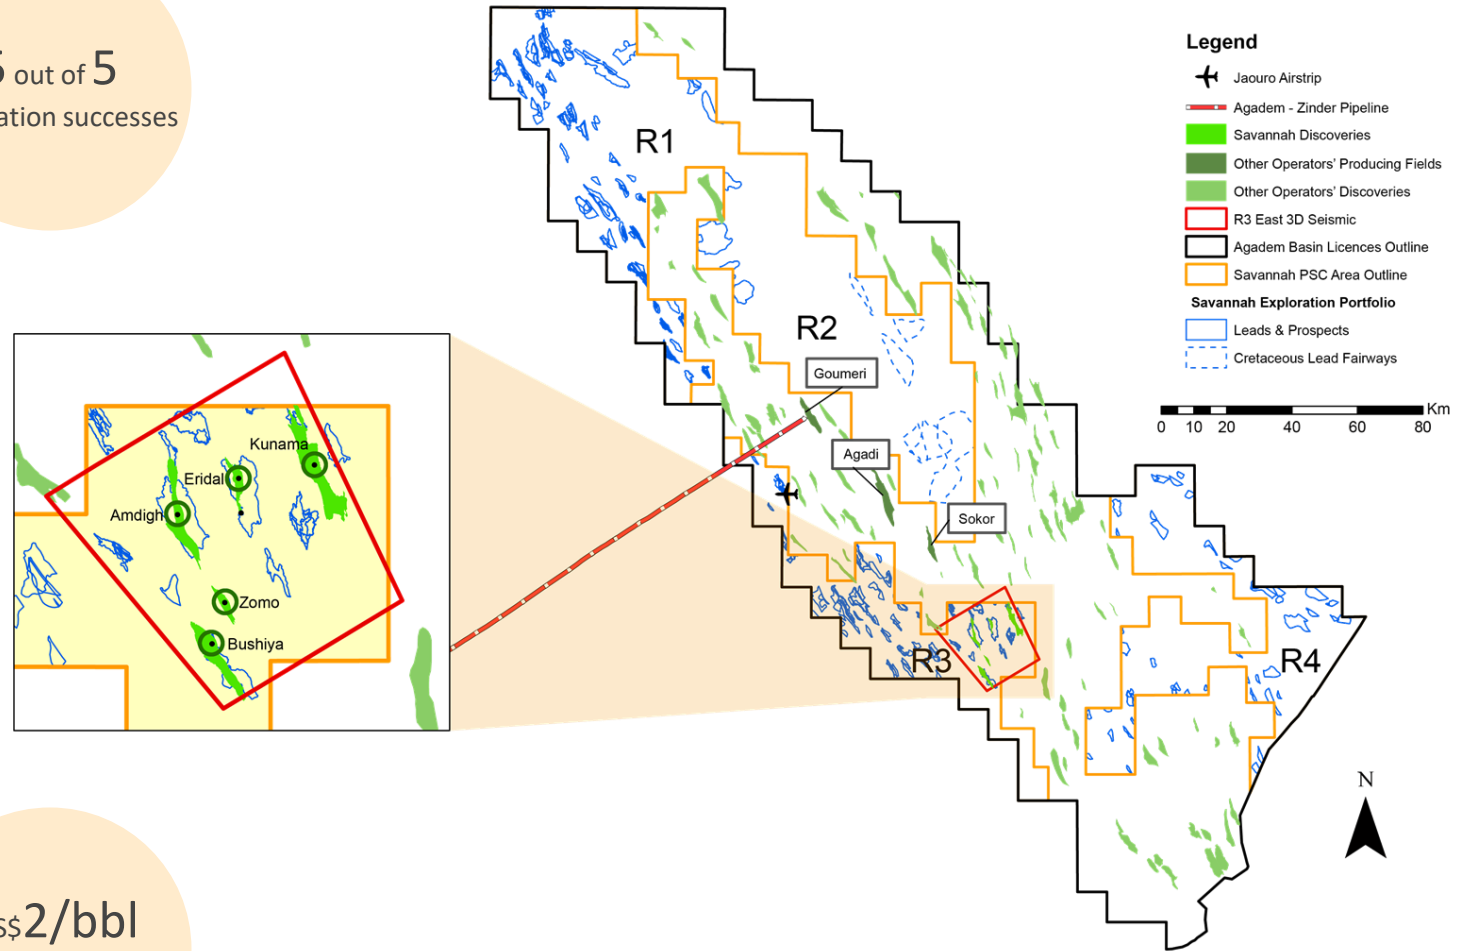 out of 5
ation successes
R1
R2
R3
R4
Goumeri
Agadi
Sokor
Legend
Jaouro Airstrip
Agadem - Zinder Pipeline
Savannah Discoveries
Other Operators' Producing Fields
Other Operators' Discoveries
R3 East 3D Seismic
Agadem Basin Licences Outline
Savannah PSC Area Outline
Savannah Exploration Portfolio
Leads & Prospects
Cretaceous Lead Fairways
Km
0 10 20 40 60 80
Kunama
Eridal
Amdigh
Zomo
Bushiya
N
$2/bbl